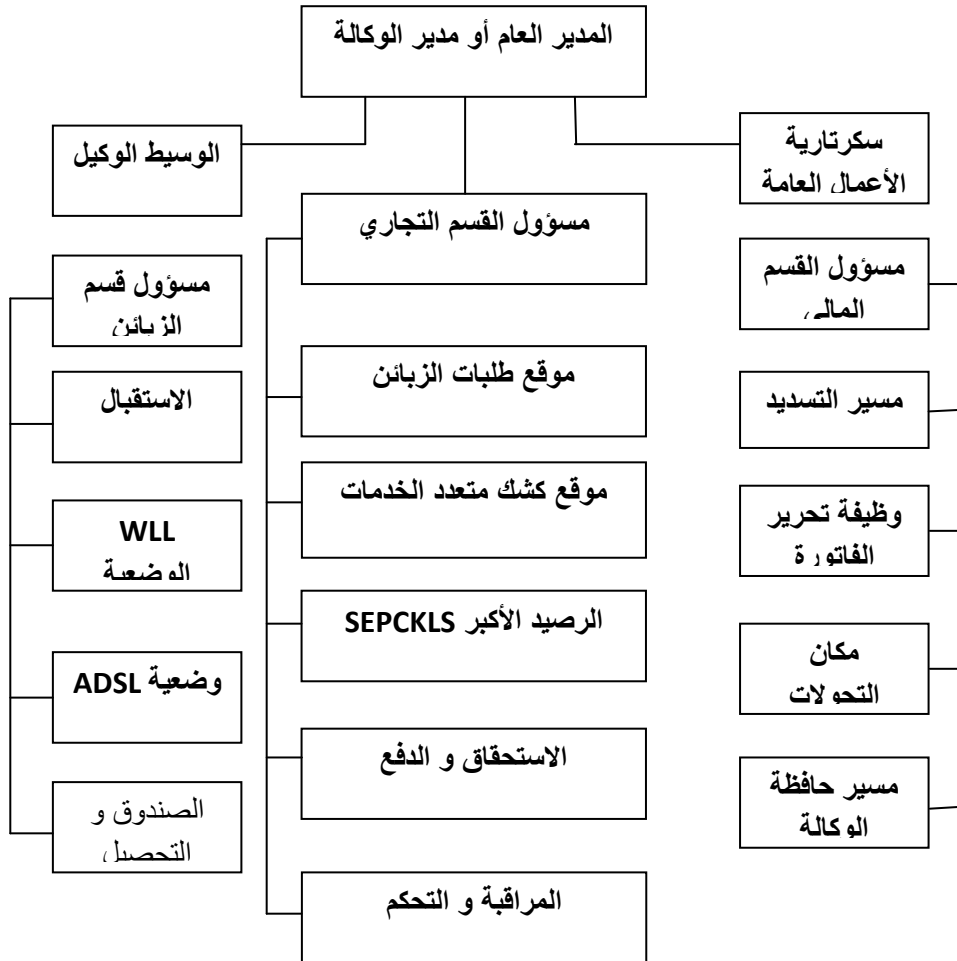 المدير العام أو مدير الوكالة
سكرتارية
الأعمال العامة
الوسيط الوكيل
مسؤول القسم التجاري
مسؤول القسم
المالي
مسؤول قسم
الزبائن
موقع طلبات الزبائن
مسير التسديد
الاستقبال
موقع كشك متعدد الخدمات
وظيفة تحرير
الفاتورة
WLL
الوضعية
الرصيد الأكبر SEPCKLS
مكان
التحولات
وضعية ADSL
الاستحقاق و الدفع
مسير حافظة
الوكالة
الصندوق و
التحصيل
المراقبة و التحكم